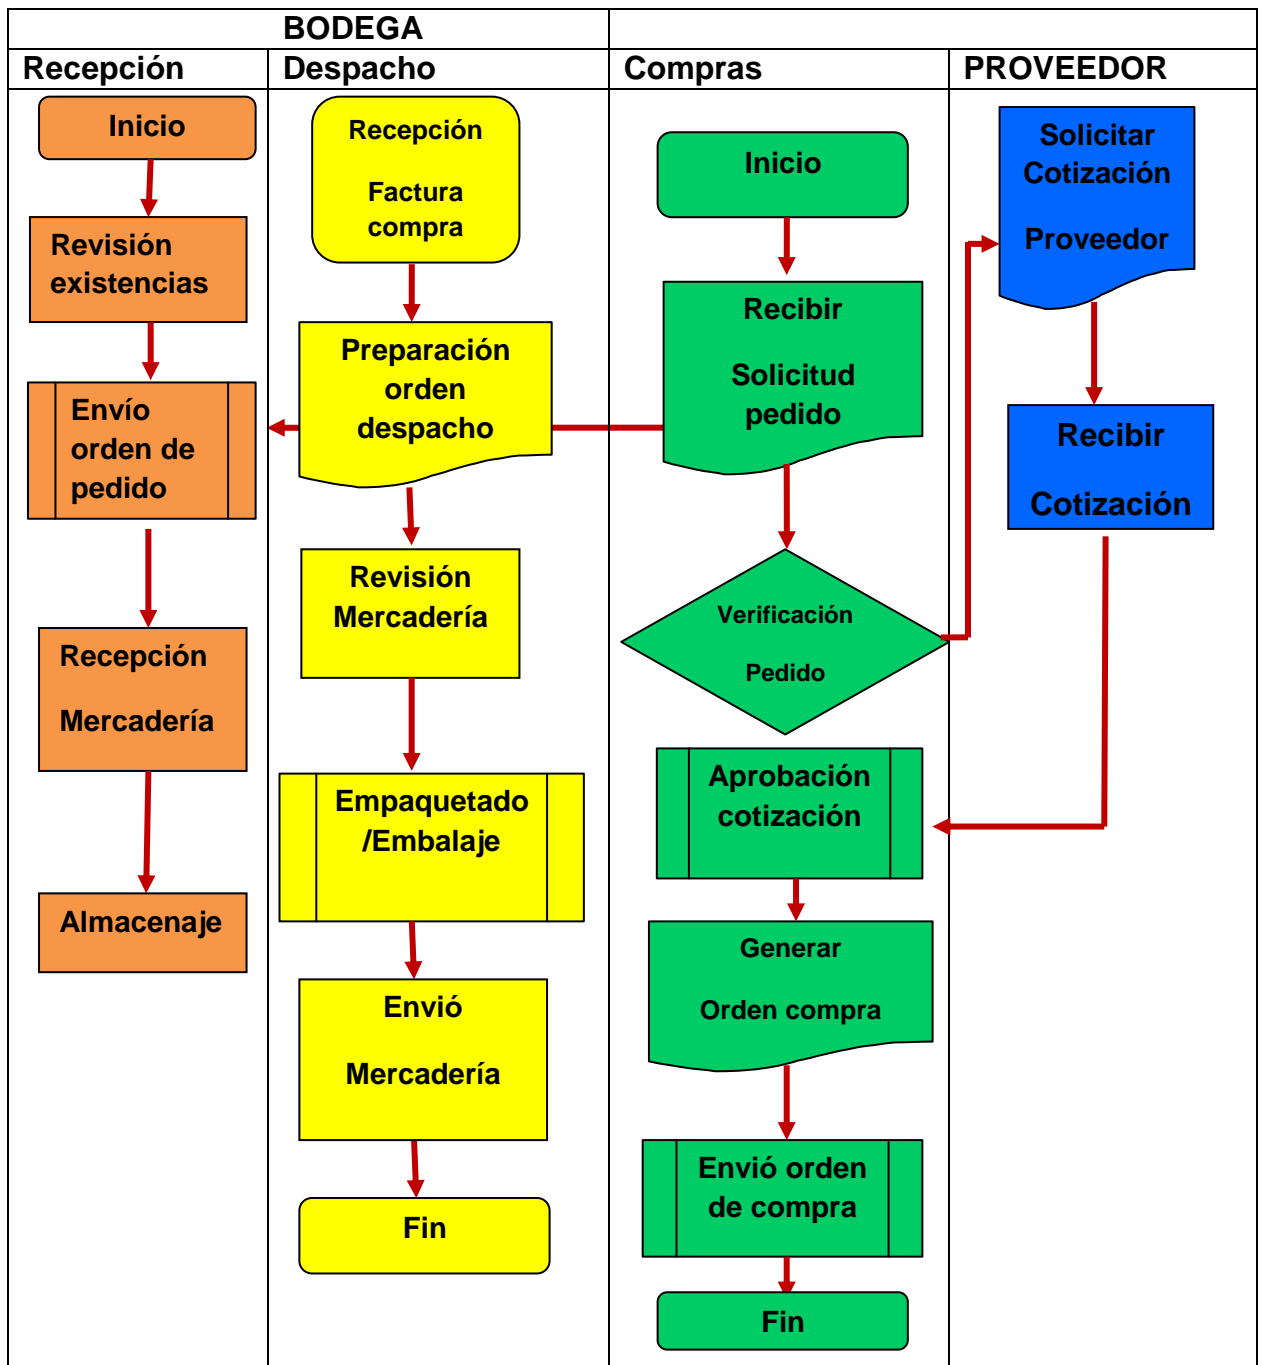 BODEGA
Recepción
Despacho
Compras
PROVEEDOR
Inicio
Revisión
existencias
Envío
orden de
pedido
Recepción
Mercadería
Almacenaje
Recepción
Factura
compra
Preparación
orden
despacho
Revisión
Mercadería
Empaquetado
/Embalaje
Envió
Mercadería
Fin
Inicio
Recibir
Solicitud
pedido
Verificación
Pedido
Aprobación
cotización
Generar
Orden compra
Envió orden
de compra
Fin
Solicitar
Cotización
Proveedor
Recibir
Cotización